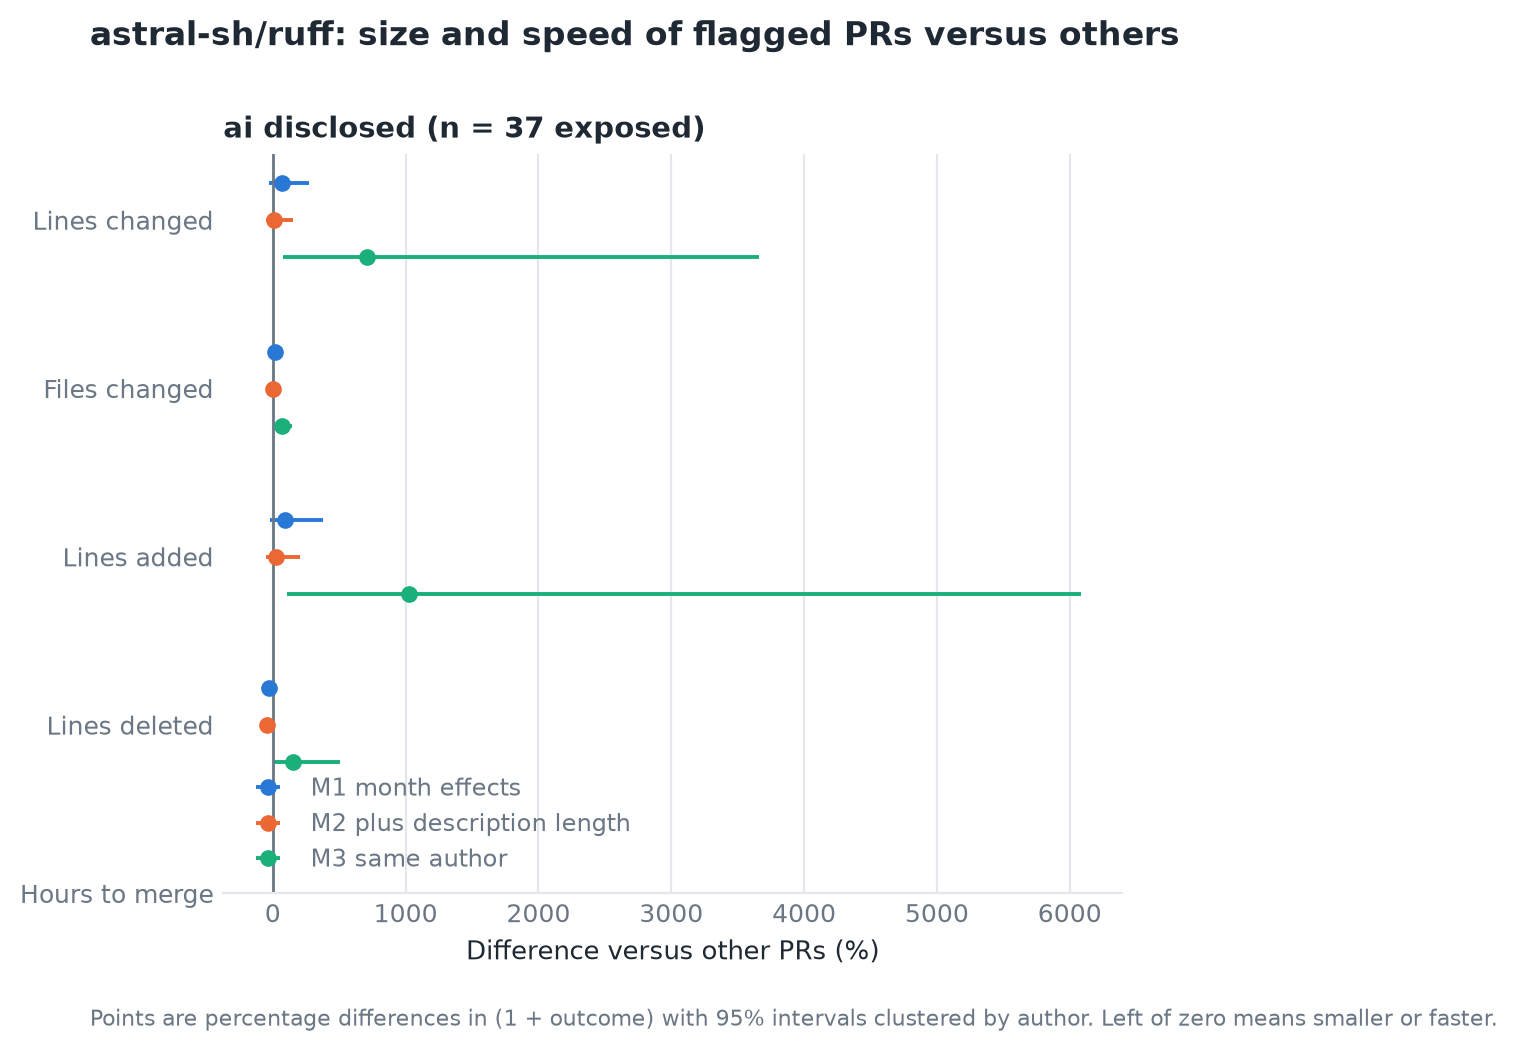 astral-sh/ruff: size and speed of flagged PRs versus others
ai disclosed (n = 37 exposed)
Lines changed
Files changed
Lines added
Lines deleted
M1 month effects
M2 plus description length
M3 same author
Hours to merge
0 1000 2000 3000 4000 5000 6000
Difference versus other PRs (%)
Points are percentage differences in (1 + outcome) with 95% intervals clustered by author. Left of zero means smaller or faster.